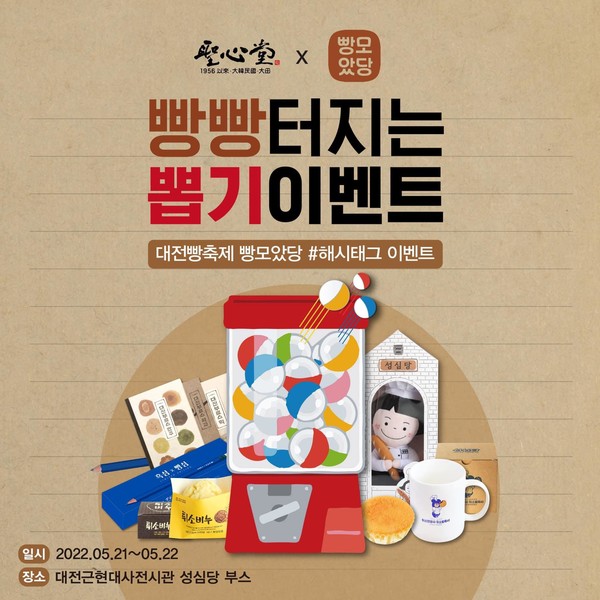 聖心堂 X 빵모
았당
1956 以來·大韓民國·大田
빵빵터지는
뽑기이벤트
대전빵축제 빵모았당 #해시태그 이벤트
성심당
튀소비누
일시 2022.05.21~05.22
장소 대전근현대사전시관 성심당 부스